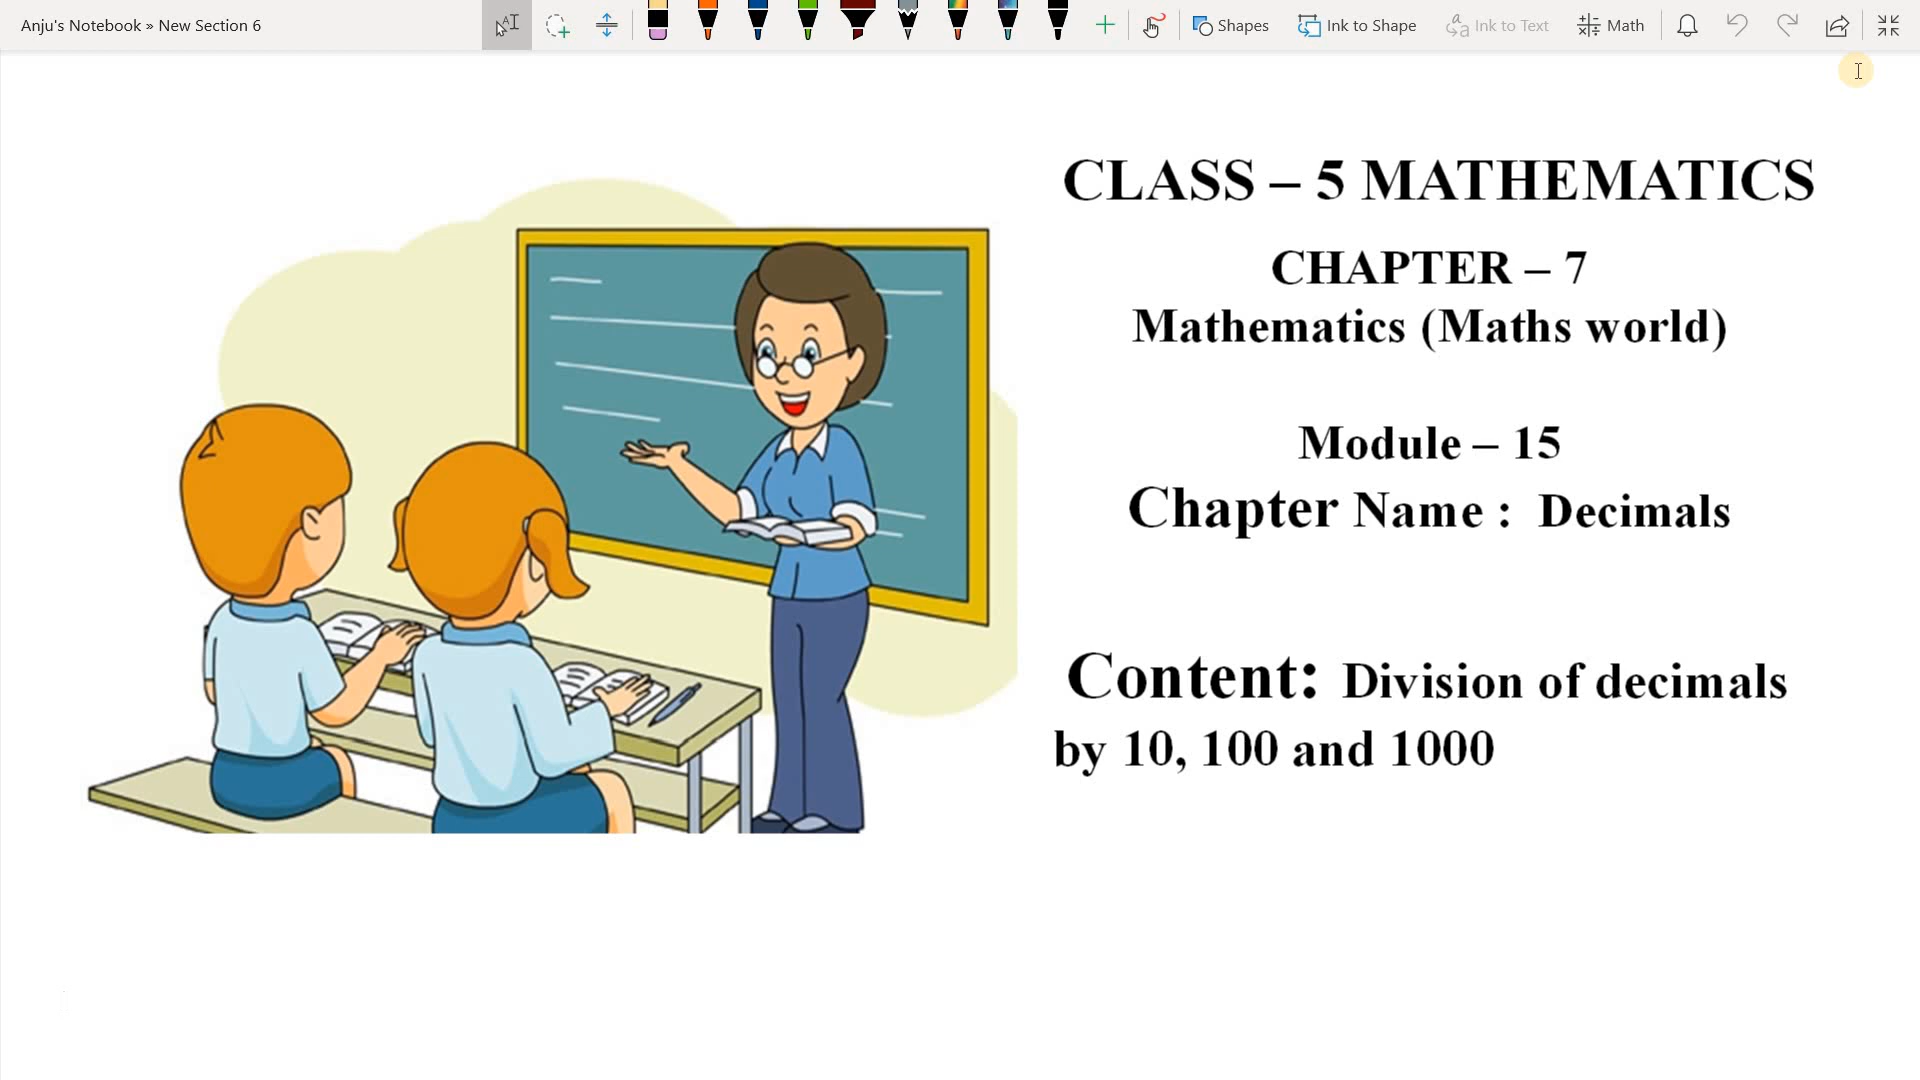 Anju's Notebook » New Section 6
Shapes
Ink to Shape
Ink to Text
Math
CLASS – 5 MATHEMATICS
CHAPTER – 7
Mathematics (Maths world)
Module – 15
Chapter Name : Decimals
Content: Division of decimals
by 10, 100 and 1000